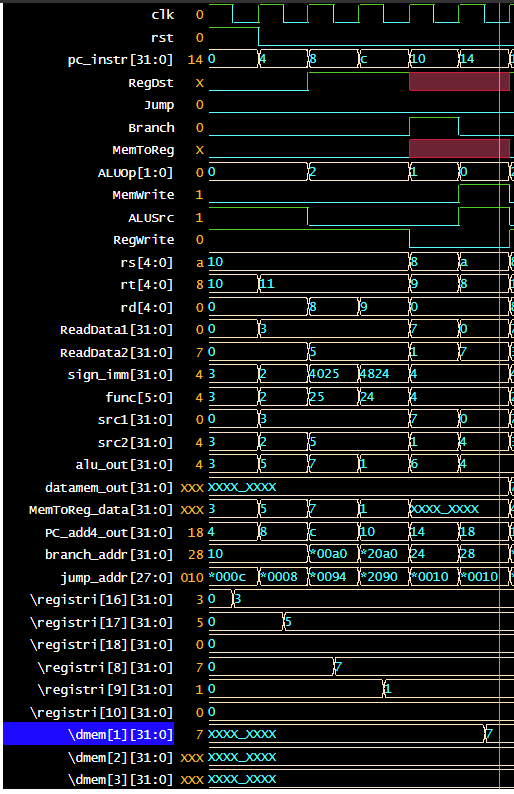 clk 0
rst 0
pc_instr[31:0] 14 0 4 8 c 10 14
RegDst X
Jump 0
Branch 0
MemToReg X
ALUOp[1:0] 0 0 2 1 0
MemWrite 1
ALUSrc 1
RegWrite 0
rs[4:0] a 10 8 a
rt[4:0] 8 10 11 9 8
rd[4:0] 0 0 8 9 0
ReadData1[31:0] 0 0 3 7 0
ReadData2[31:0] 7 0 5 1 7
sign_imm[31:0] 4 3 2 4025 4824 4
func[5:0] 4 3 2 25 24 4
src1[31:0] 0 0 3 7 0
src2[31:0] 4 3 2 5 1 4
alu_out[31:0] 4 3 5 7 1 6 4
datamem_out[31:0] XXX XXXX_XXXX
MemToReg_data[31:0] XXX 3 5 7 1 XXXX_XXXX
PC_add4_out[31:0] 18 4 8 c 10 14 18
branch_addr[31:0] 28 10 *00a0 *20a0 24 28
jump_addr[27:0] 010 *000c *0008 *0094 *2090 *0010 *0010
\registri[16][31:0] 3 0 3
\registri[17][31:0] 5 0 5
\registri[18][31:0] 0 0
\registri[8][31:0] 7 0 7
\registri[9][31:0] 1 0 1
\registri[10][31:0] 0 0
\dmem[1][31:0] 7 XXXX_XXXX 7
\dmem[2][31:0] XXX XXXX_XXXX
\dmem[3][31:0] XXX XXXX_XXXX